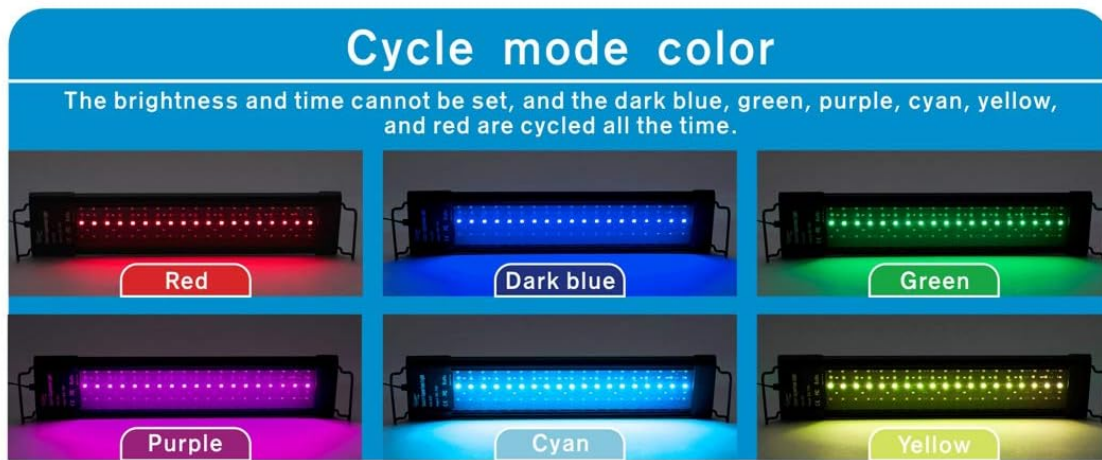 Cycle mode color
The brightness and time cannot be set, and the dark blue, green, purple, cyan, yellow,
and red are cycled all the time.
Red
Dark blue
Green
Purple
Cyan
Yellow